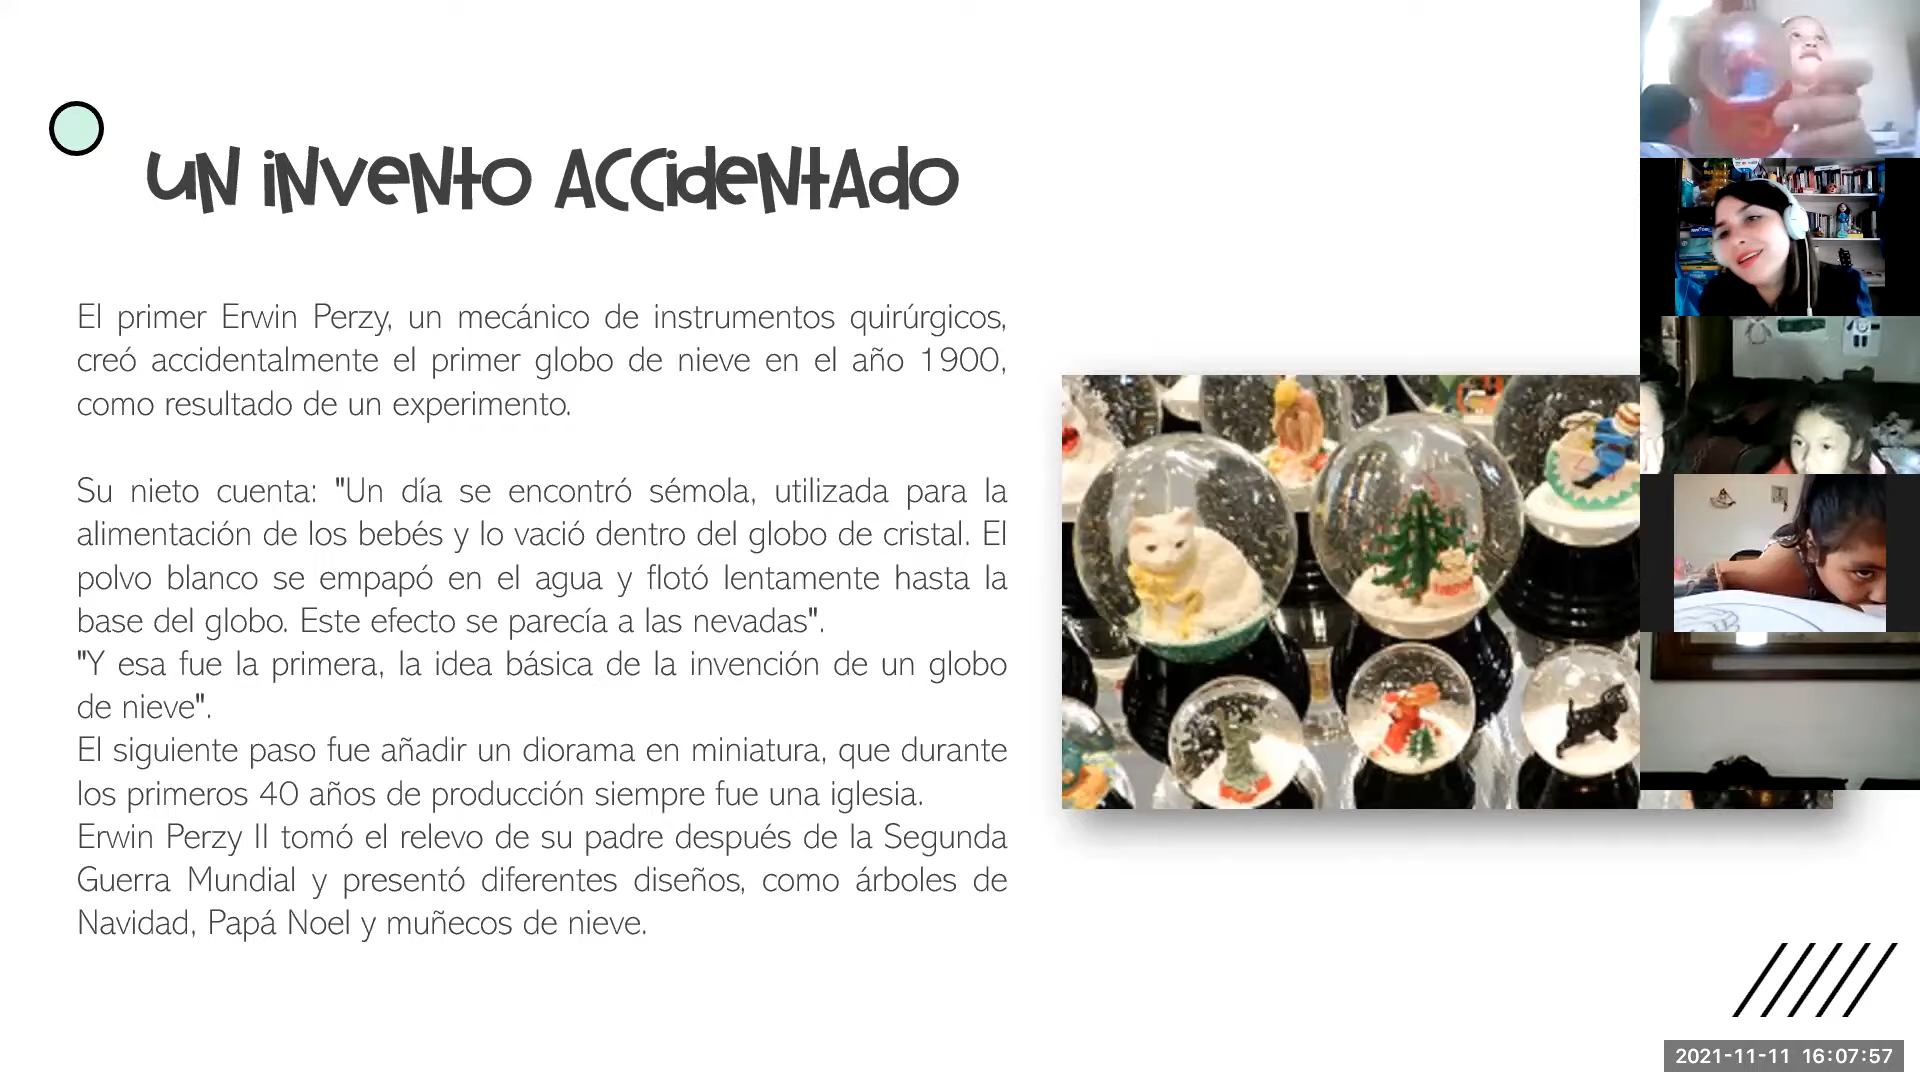 UN iNveNto ACCideNtAdo
El primer Erwin Perzy, un mecánico de instrumentos quirúrgicos,
creó accidentalmente el primer globo de nieve en el año 1900,
como resultado de un experimento.
Su nieto cuenta: "Un día se encontró sémola, utilizada para la
alimentación de los bebés y lo vació dentro del globo de cristal. El
polvo blanco se empapó en el agua y flotó lentamente hasta la
base del globo. Este efecto se parecía a las nevadas".
"Y esa fue la primera, la idea básica de la invención de un globo
de nieve".
El siguiente paso fue añadir un diorama en miniatura, que durante
los primeros 40 años de producción siempre fue una iglesia.
Erwin Perzy II tomó el relevo de su padre después de la Segunda
Guerra Mundial y presentó diferentes diseños, como árboles de
Navidad, Papá Noel y muñecos de nieve.
2021-11-11 16:07:57